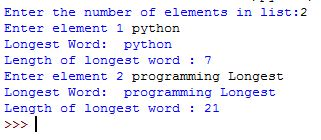 Enter the number of elements in list:2
Enter element 1 python
Longest Word:  python
Length of longest word : 7
Enter element 2 programming Longest
Longest Word:  programming Longest
Length of longest word : 21
>>>